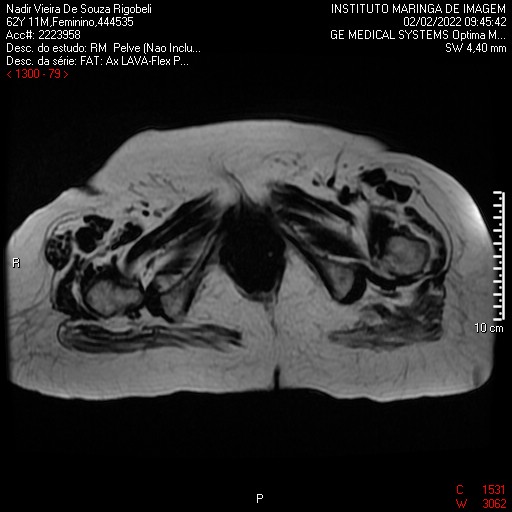 Nadir Vieira De Souza Rigobeli
62Y 11M,Feminino,444535
Acc#: 2223958
Desc. do estudo: RM Pelve (Nao Inclu...
Desc. da série: FAT: Ax LAVA-Flex P...
< 1300 - 79 >
INSTITUTO MARINGA DE IMAGEM
02/02/2022 09:45:42
GE MEDICAL SYSTEMS Optima M...
SW 4,40 mm
R
10 cm
P
C 1531
W 3062